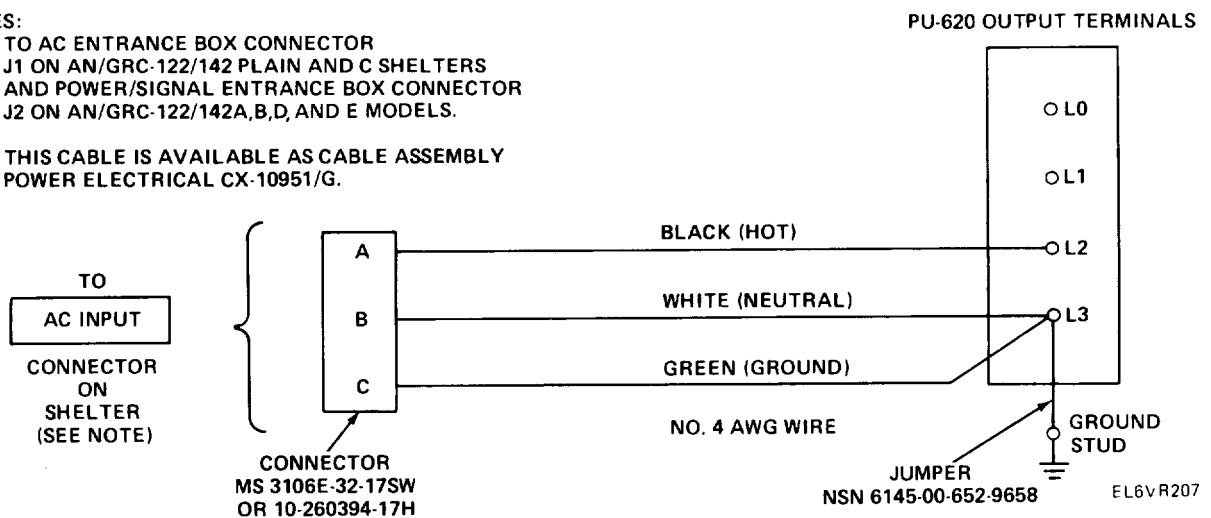 ES:
TO AC ENTRANCE BOX CONNECTOR
J1 ON AN/GRC-122/142 PLAIN AND C SHELTERS
AND POWER/SIGNAL ENTRANCE BOX CONNECTOR
J2 ON AN/GRC-122/142A,B,D, AND E MODELS.
THIS CABLE IS AVAILABLE AS CABLE ASSEMBLY
POWER ELECTRICAL CX-10951/G.
PU-620 OUTPUT TERMINALS
L0
L1
L2
L3
BLACK (HOT)
WHITE (NEUTRAL)
GREEN (GROUND)
NO. 4 AWG WIRE
A
B
C
TO
AC INPUT
CONNECTOR
ON
SHELTER
(SEE NOTE)
CONNECTOR
MS 3106E-32-17SW
OR 10-260394-17H
GROUND
STUD
JUMPER
NSN 6145-00-652-9658
EL6VR207